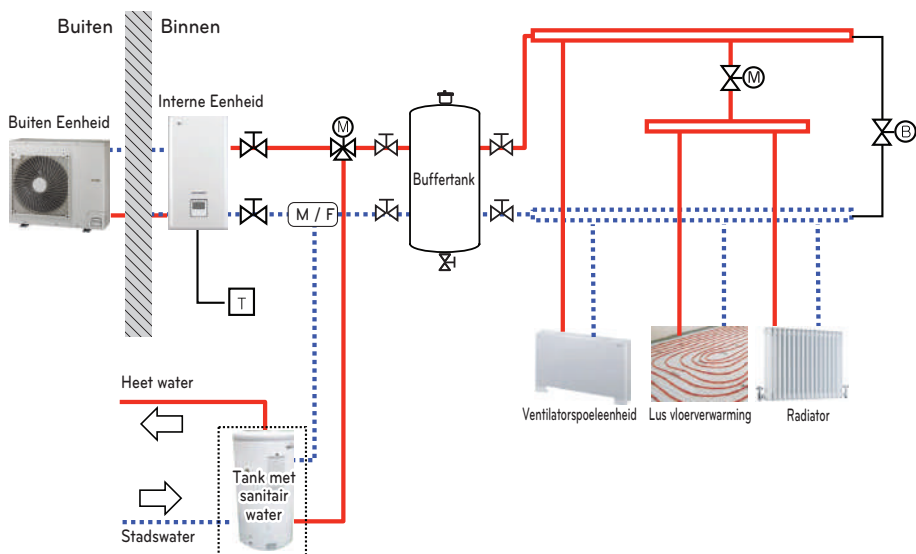 Buiten
Binnen
Buiten Eenheid
Interne Eenheid
M
M
B
Buffertank
M / F
T
Ventilatorspoeleenheid
Lus vloerverwarming
Radiator
Heet water
Tank met
sanitair
water
Stadswater